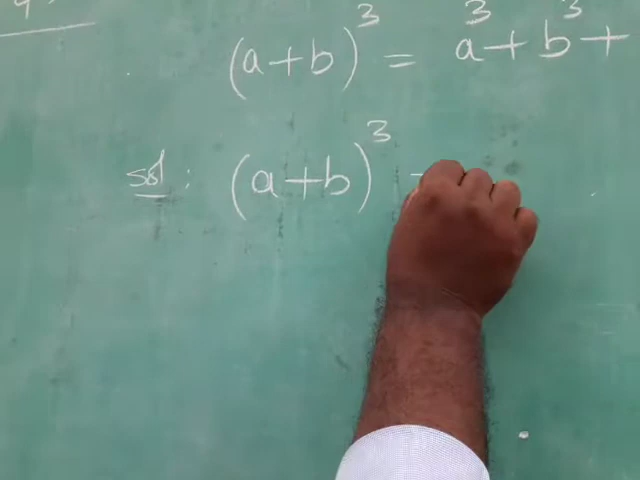 (a+b)³ = a³+b³+
Sol : (a+b)³